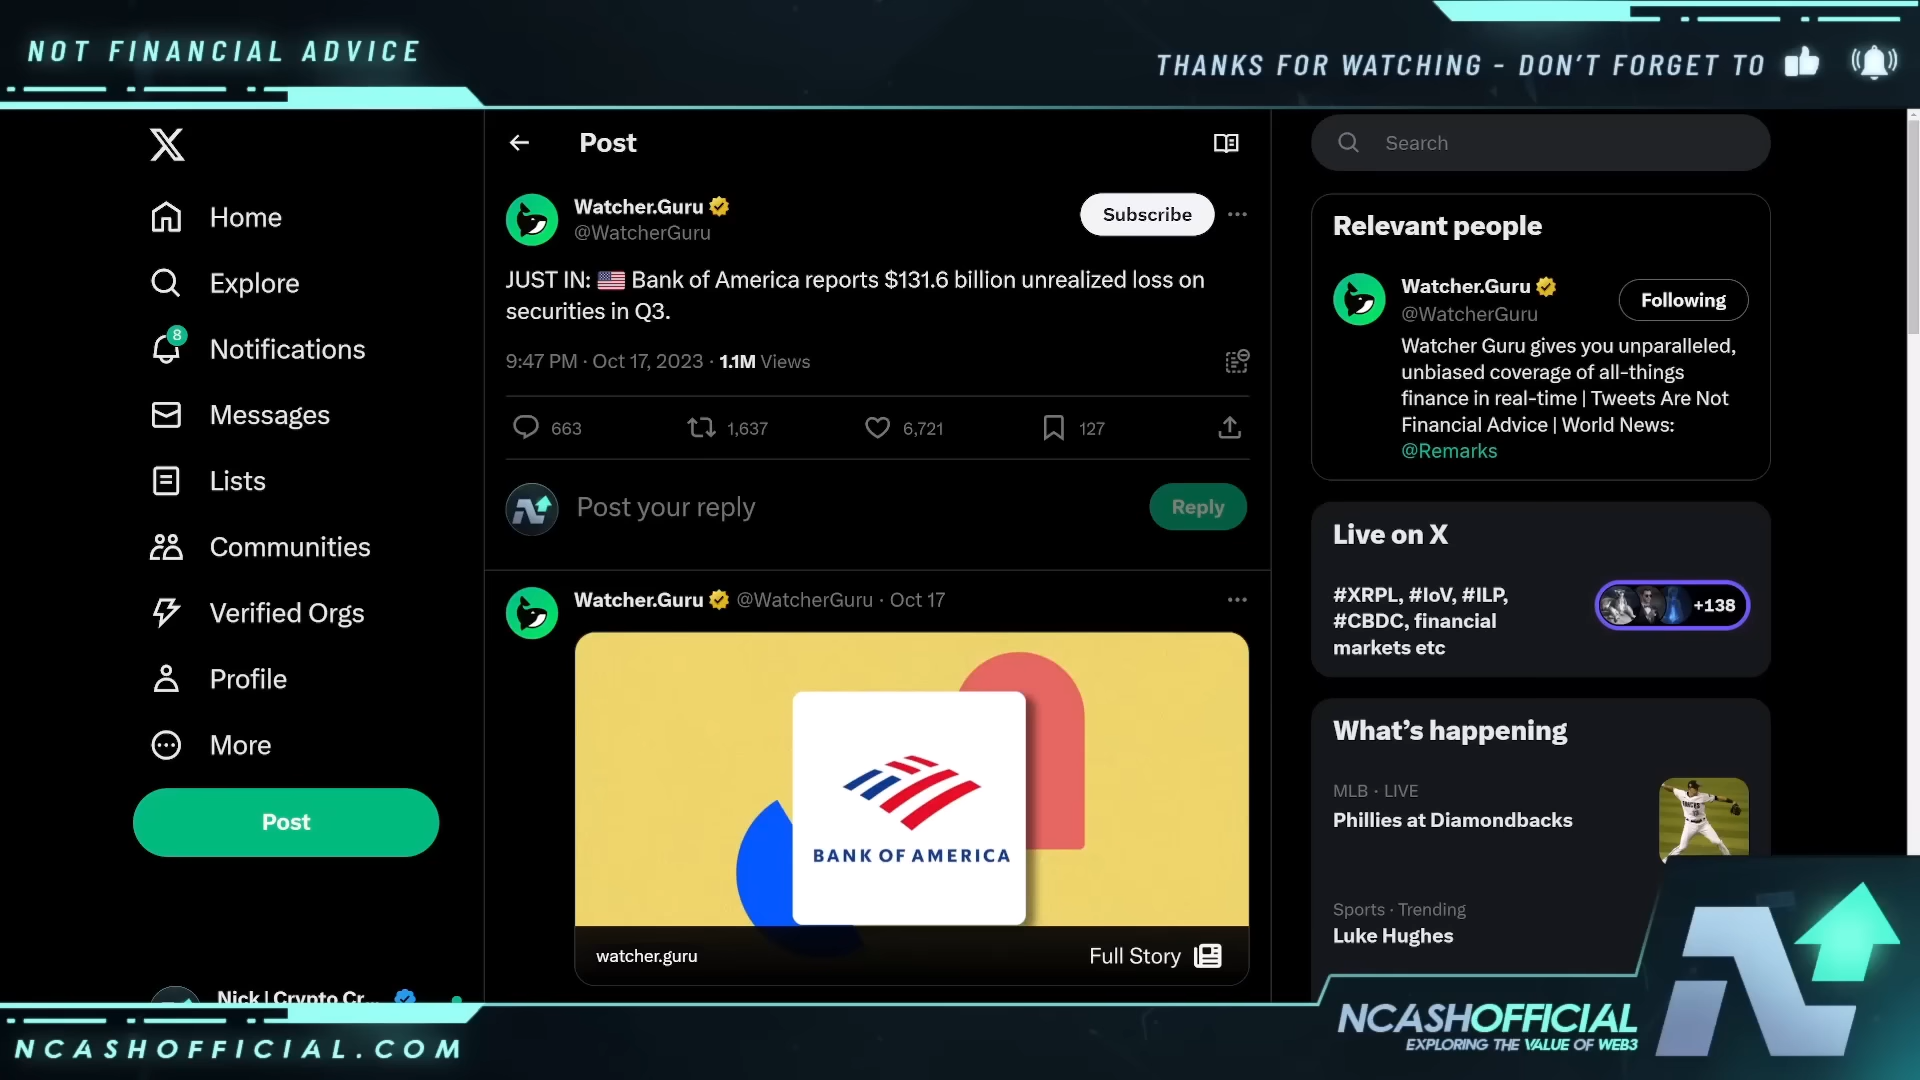 NOT FINANCIAL ADVICE
THANKS FOR WATCHING - DON'T FORGET TO
Home
Explore
8
Notifications
Messages
Lists
Communities
Verified Orgs
Profile
More
Post
Nick | Crypto Cr...
Post
Watcher.Guru
@WatcherGuru
Subscribe
JUST IN: 🇺🇸 Bank of America reports $131.6 billion unrealized loss on
securities in Q3.
9:47 PM · Oct 17, 2023 · 1.1M Views
663
1,637
6,721
127
Post your reply
Reply
Watcher.Guru @WatcherGuru · Oct 17
BANK OF AMERICA
watcher.guru
Full Story
Search
Relevant people
Watcher.Guru
@WatcherGuru
Following
Watcher Guru gives you unparalleled,
unbiased coverage of all-things
finance in real-time | Tweets Are Not
Financial Advice | World News:
@Remarks
Live on X
#XRPL, #IoV, #ILP,
#CBDC, financial
markets etc
+138
What's happening
MLB · LIVE
Phillies at Diamondbacks
Sports · Trending
Luke Hughes
NCASHOFFICIAL.COM
NCASHOFFICIAL
EXPLORING THE VALUE OF WEB3